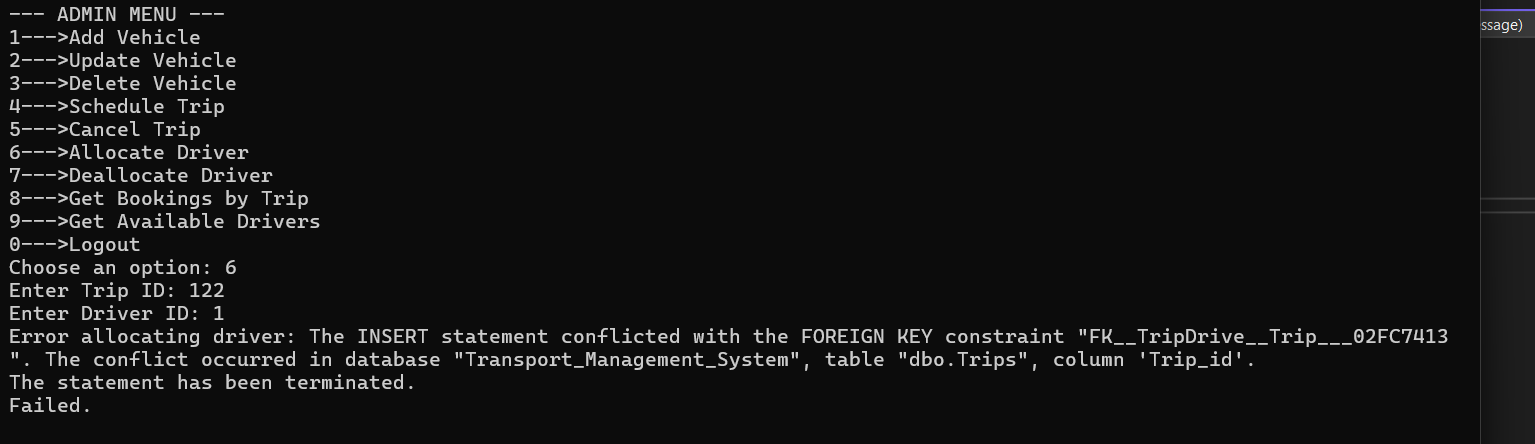 --- ADMIN MENU ---
1--->Add Vehicle
2--->Update Vehicle
3--->Delete Vehicle
4--->Schedule Trip
5--->Cancel Trip
6--->Allocate Driver
7--->Deallocate Driver
8--->Get Bookings by Trip
9--->Get Available Drivers
0--->Logout
Choose an option: 6
Enter Trip ID: 122
Enter Driver ID: 1
Error allocating driver: The INSERT statement conflicted with the FOREIGN KEY constraint "FK__TripDrive__Trip___02FC7413
". The conflict occurred in database "Transport_Management_System", table "dbo.Trips", column 'Trip_id'.
The statement has been terminated.
Failed.
ssage)